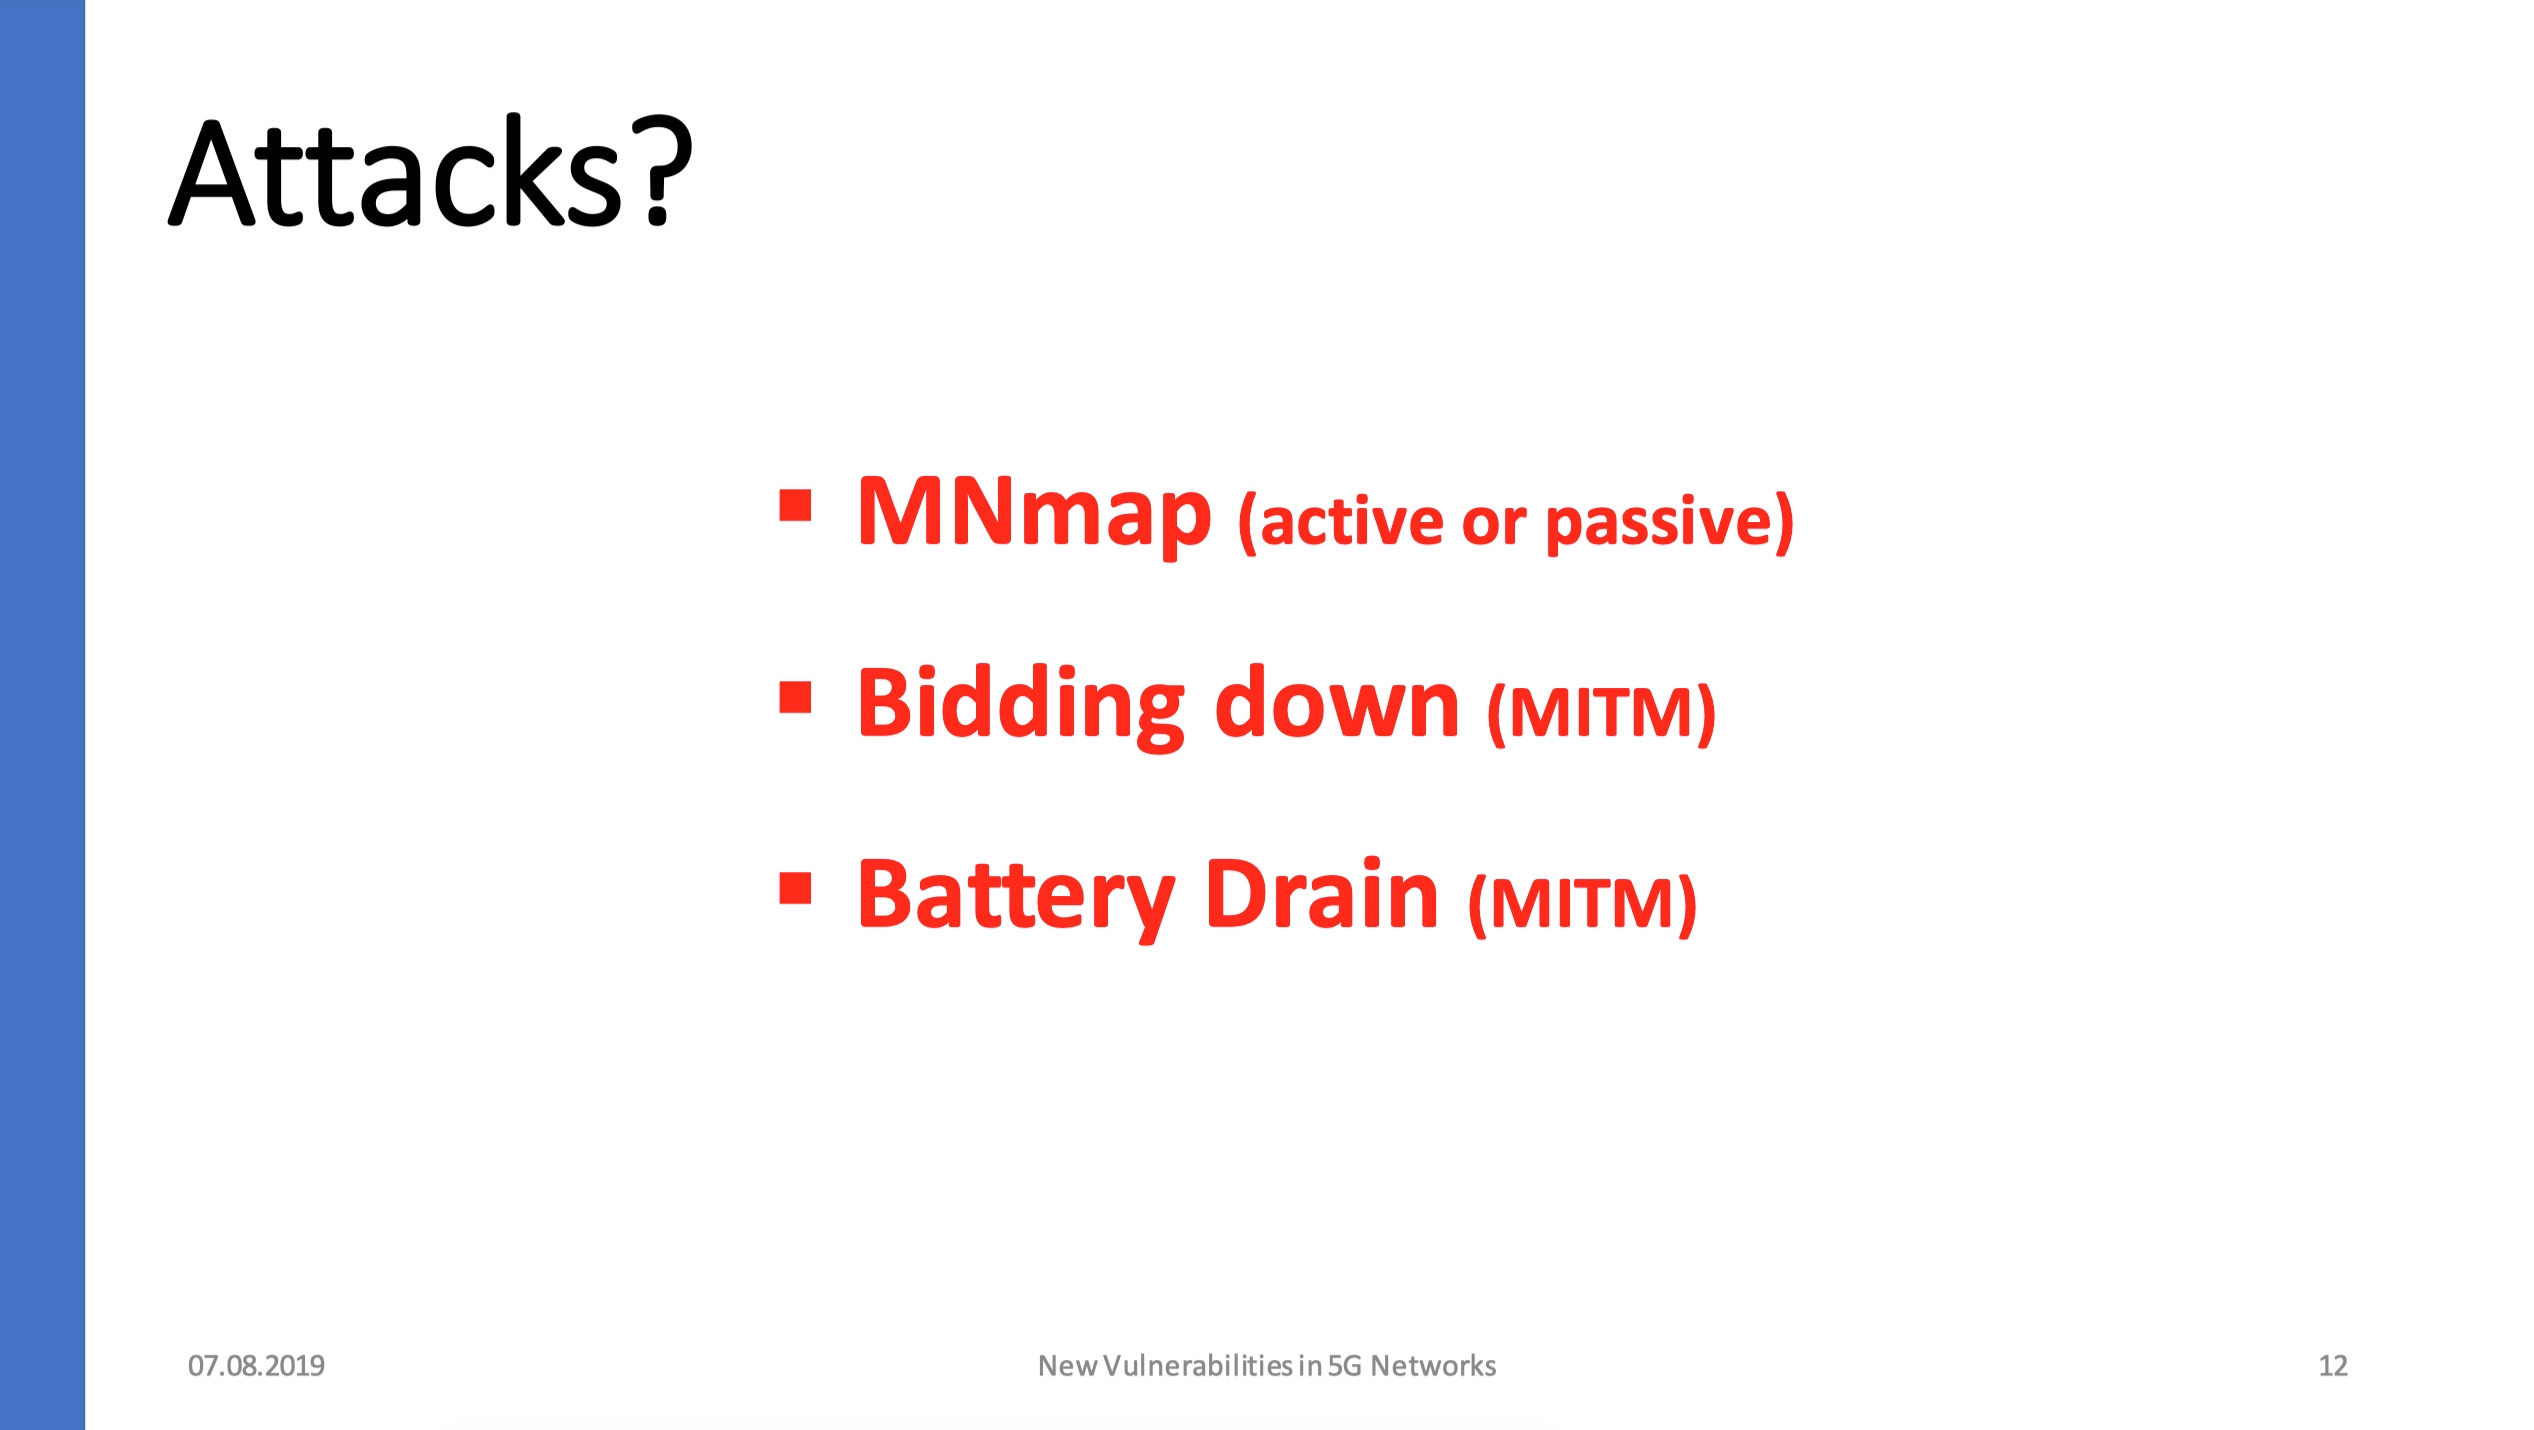 Attacks?
▪ MNmap (active or passive)
▪ Bidding down (MITM)
▪ Battery Drain (MITM)
07.08.2019
New Vulnerabilities in 5G Networks
12